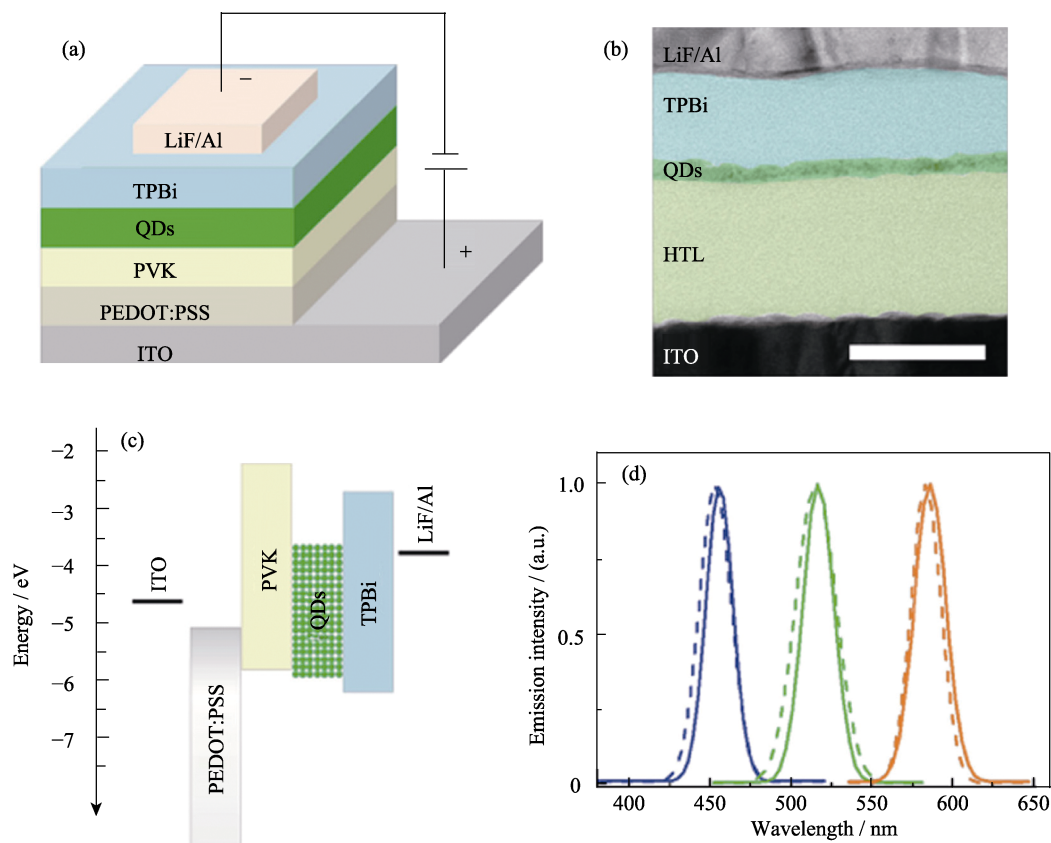 (a)
−
LiF/Al
TPBi
QDs
PVK
PEDOT:PSS
ITO
+
(b)
LiF/Al
TPBi
QDs
HTL
ITO
(c)
Energy / eV
−2
−3
−4
−5
−6
−7
ITO
PEDOT:PSS
PVK
QDs
TPBi
LiF/Al
(d)
Emission intensity / (a.u.)
1.0
0.5
0
400 450 500 550 600 650
Wavelength / nm